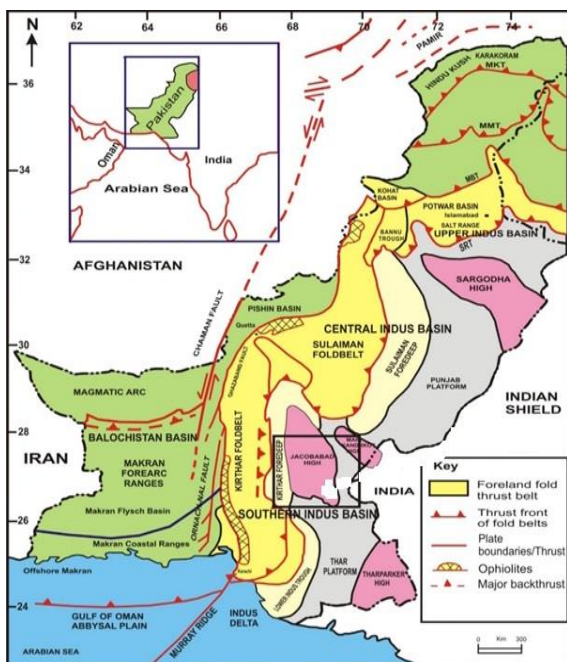 62
64
66
68
70
72
74
N
36
34
32
30
28
26
24
Pakistan
Oman
India
Arabian Sea
PAMIR
HINDU KUSH
KARAKORAM
MKT
MMT
MBT
KOHAT
BASIN
POTWAR BASIN
Islamabad
SALT RANGE
BANNU
TROUGH
UPPER INDUS BASIN
SRT
SARGODHA
HIGH
AFGHANISTAN
CHAMAN FAULT
PISHIN BASIN
Quetta
CENTRAL INDUS BASIN
SULAIMAN
FOLDBELT
SULAIMAN
FOREDEEP
PUNJAB
PLATFORM
GHAZABAND FAULT
INDIAN
SHIELD
MAGMATIC ARC
BALOCHISTAN BASIN
IRAN
MAKRAN
FOREARC
RANGES
Makran Flysch Basin
Makran Coastal Ranges
ORNACH NAL FAULT
KIRTHAR FOLDBELT
KIRTHAR FOREDEEP
JACOBABAD
HIGH
HIGH
INDIA
SOUTHERN INDUS BASIN
Karachi
LOWER INDUS TROUGH
THAR
PLATFORM
THARPARKER
HIGH
Offshore Makran
GULF OF OMAN
ABBYSAL PLAIN
MURRAY RIDGE
INDUS
DELTA
ARABIAN SEA
Key
Foreland fold
thrust belt
Thrust front
of fold belts
Plate
boundaries/Thrust
Ophiolites
Major backthrust
0 Km 300